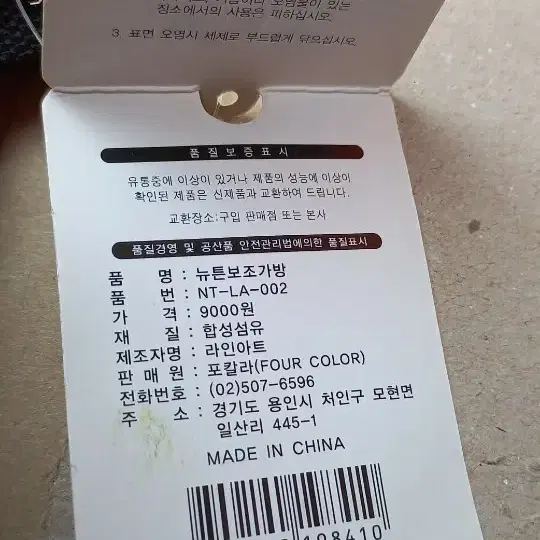 장소에서의 사용은 피하십시오.
3. 표면 오염시 세제로 부드럽게 닦으십시오.
품질보증표시
유통중에 이상이 있거나 제품의 성능에 이상이
확인된 제품은 신제품과 교환하여 드립니다.
교환장소:구입 판매점 또는 본사
품질경영 및 공산품 안전관리법에의한 품질표시
품 명 : 뉴튼보조가방
품 번 : NT-LA-002
가 격 : 9000원
재 질 : 합성섬유
제조자명 : 라인아트
판 매 원 : 포칼라(FOUR COLOR)
전화번호 : (02)507-6596
주 소 : 경기도 용인시 처인구 모현면
일산리 445-1
MADE IN CHINA